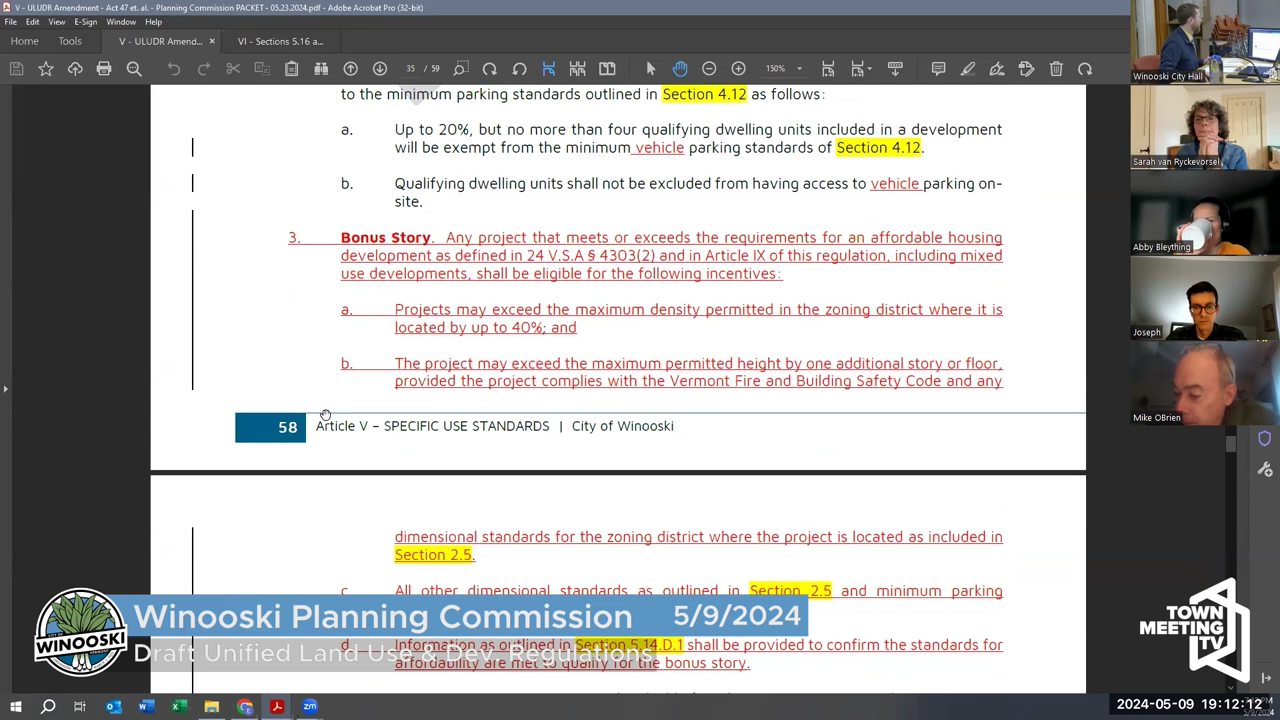 V - ULUDR Amendment - Act 47 et. al. - Planning Commission PACKET - 05.23.2024.pdf - Adobe Acrobat Pro (32-bit)
File Edit View E-Sign Window Help
Home Tools V - ULUDR Amend... × VI - Sections 5.16 a...
35 / 59 150%
to the minimum parking standards outlined in Section 4.12 as follows:
a. Up to 20%, but no more than four qualifying dwelling units included in a development
will be exempt from the minimum vehicle parking standards of Section 4.12.
b. Qualifying dwelling units shall not be excluded from having access to vehicle parking on-
site.
3. Bonus Story. Any project that meets or exceeds the requirements for an affordable housing
development as defined in 24 V.S.A § 4303(2) and in Article IX of this regulation, including mixed
use developments, shall be eligible for the following incentives:
a. Projects may exceed the maximum density permitted in the zoning district where it is
located by up to 40%; and
b. The project may exceed the maximum permitted height by one additional story or floor,
provided the project complies with the Vermont Fire and Building Safety Code and any
58 Article V – SPECIFIC USE STANDARDS | City of Winooski
dimensional standards for the zoning district where the project is located as included in
Section 2.5.
c. All other dimensional standards as outlined in Section 2.5 and minimum parking
d. Information as outlined in Section 5.14.D.1 shall be provided to confirm the standards for
affordability are met to qualify for the bonus story.
Winooski City Hall
Sarah van Ryckevorsel
Abby Bleything
Joseph
Mike OBrien
CITY OF
WINOOSKI
VERMONT
Winooski Planning Commission 5/9/2024
Draft Unified Land Use & Dev. Regulations
TOWN
MEETING
TV
2024-05-09 19:12:12